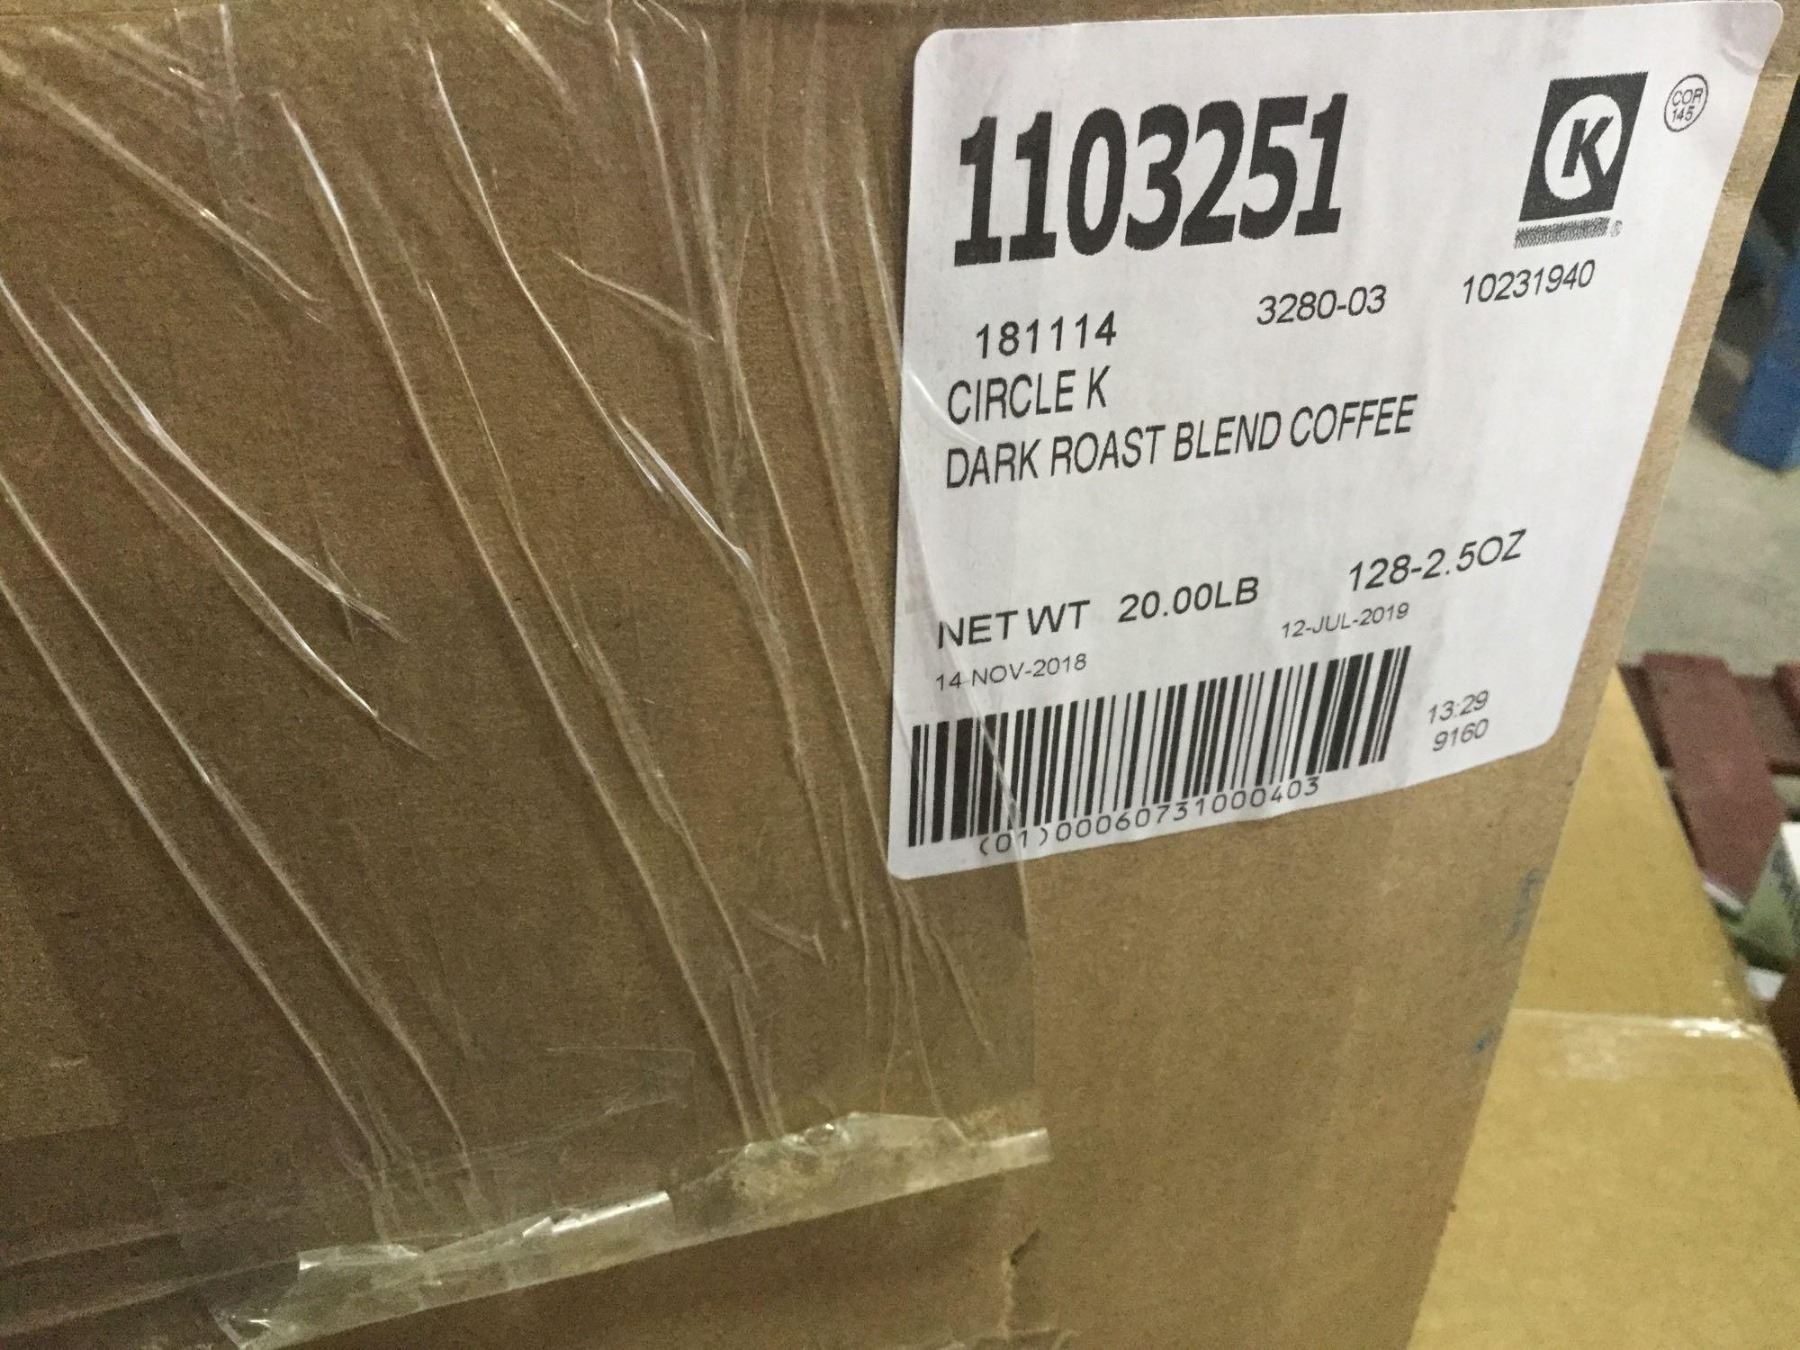 1103251
K
COR
145
®
181114 3280-03 10231940
CIRCLE K
DARK ROAST BLEND COFFEE
NET WT 20.00LB 128-2.5OZ
14-NOV-2018 12-JUL-2019
13:29
9160
(01)00060731000403